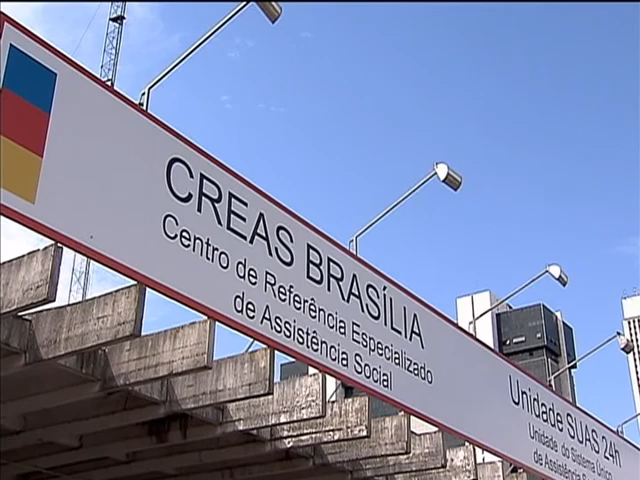 CREAS BRASÍLIA
Centro de Referência Especializado
de Assistência Social
Unidade SUAS 24h
Unidade do Sistema Único
de Assistência